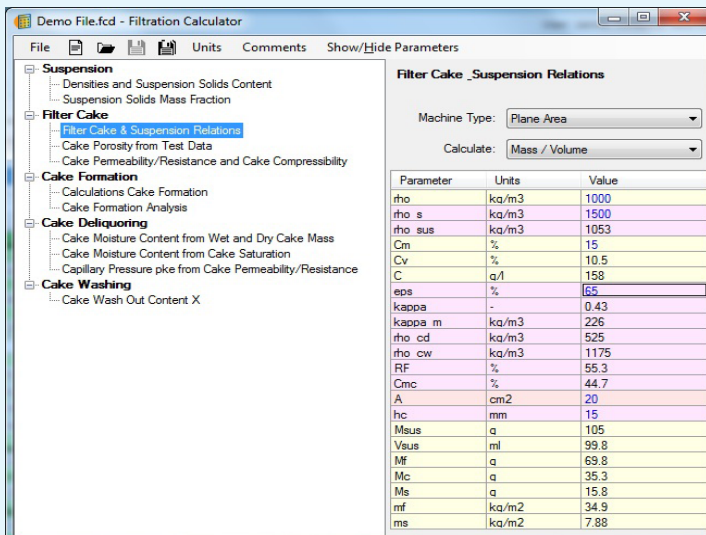 Demo File.fcd - Filtration Calculator
File Units Comments Show/Hide Parameters
Suspension
Densities and Suspension Solids Content
Suspension Solids Mass Fraction
Filter Cake
Filter Cake & Suspension Relations
Cake Porosity from Test Data
Cake Permeability/Resistance and Cake Compressibility
Cake Formation
Calculations Cake Formation
Cake Formation Analysis
Cake Deliquoring
Cake Moisture Content from Wet and Dry Cake Mass
Cake Moisture Content from Cake Saturation
Capillary Pressure pke from Cake Permeability/Resistance
Cake Washing
Cake Wash Out Content X
Filter Cake _Suspension Relations
Machine Type: Plane Area
Calculate: Mass / Volume
Parameter Units Value
rho kg/m3 1000
rho s kg/m3 1500
rho sus kg/m3 1053
Cm % 15
Cv % 10.5
C g/l 158
eps % 65
kappa - 0.43
kappa m kg/m3 226
rho cd kg/m3 525
rho cw kg/m3 1175
RF % 55.3
Cmc % 44.7
A cm2 20
hc mm 15
Msus g 105
Vsus ml 99.8
Mf g 69.8
Mc g 35.3
Ms g 15.8
mf kg/m2 34.9
ms kg/m2 7.88